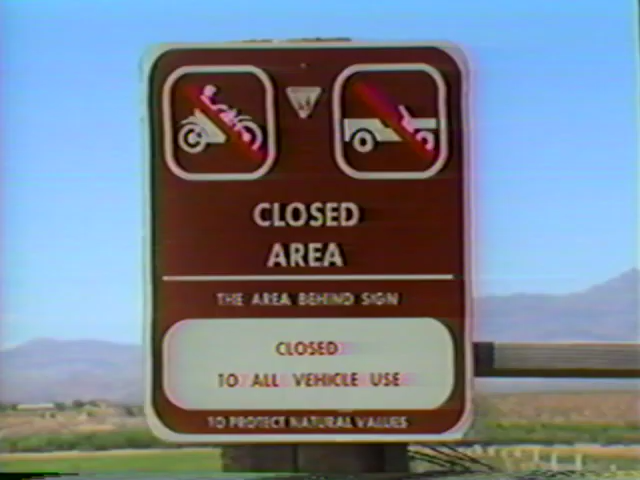 CLOSED
AREA
THE AREA BEHIND SIGN
CLOSED
TO ALL VEHICLE USE
TO PROTECT NATURAL VALUES